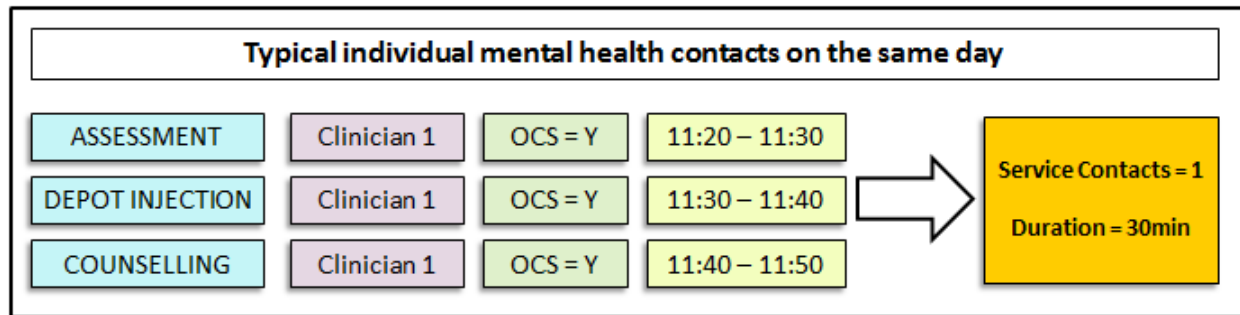 Typical individual mental health contacts on the same day
ASSESSMENT Clinician 1 OCS = Y 11:20 – 11:30
DEPOT INJECTION Clinician 1 OCS = Y 11:30 – 11:40
COUNSELLING Clinician 1 OCS = Y 11:40 – 11:50
Service Contacts = 1
Duration = 30min